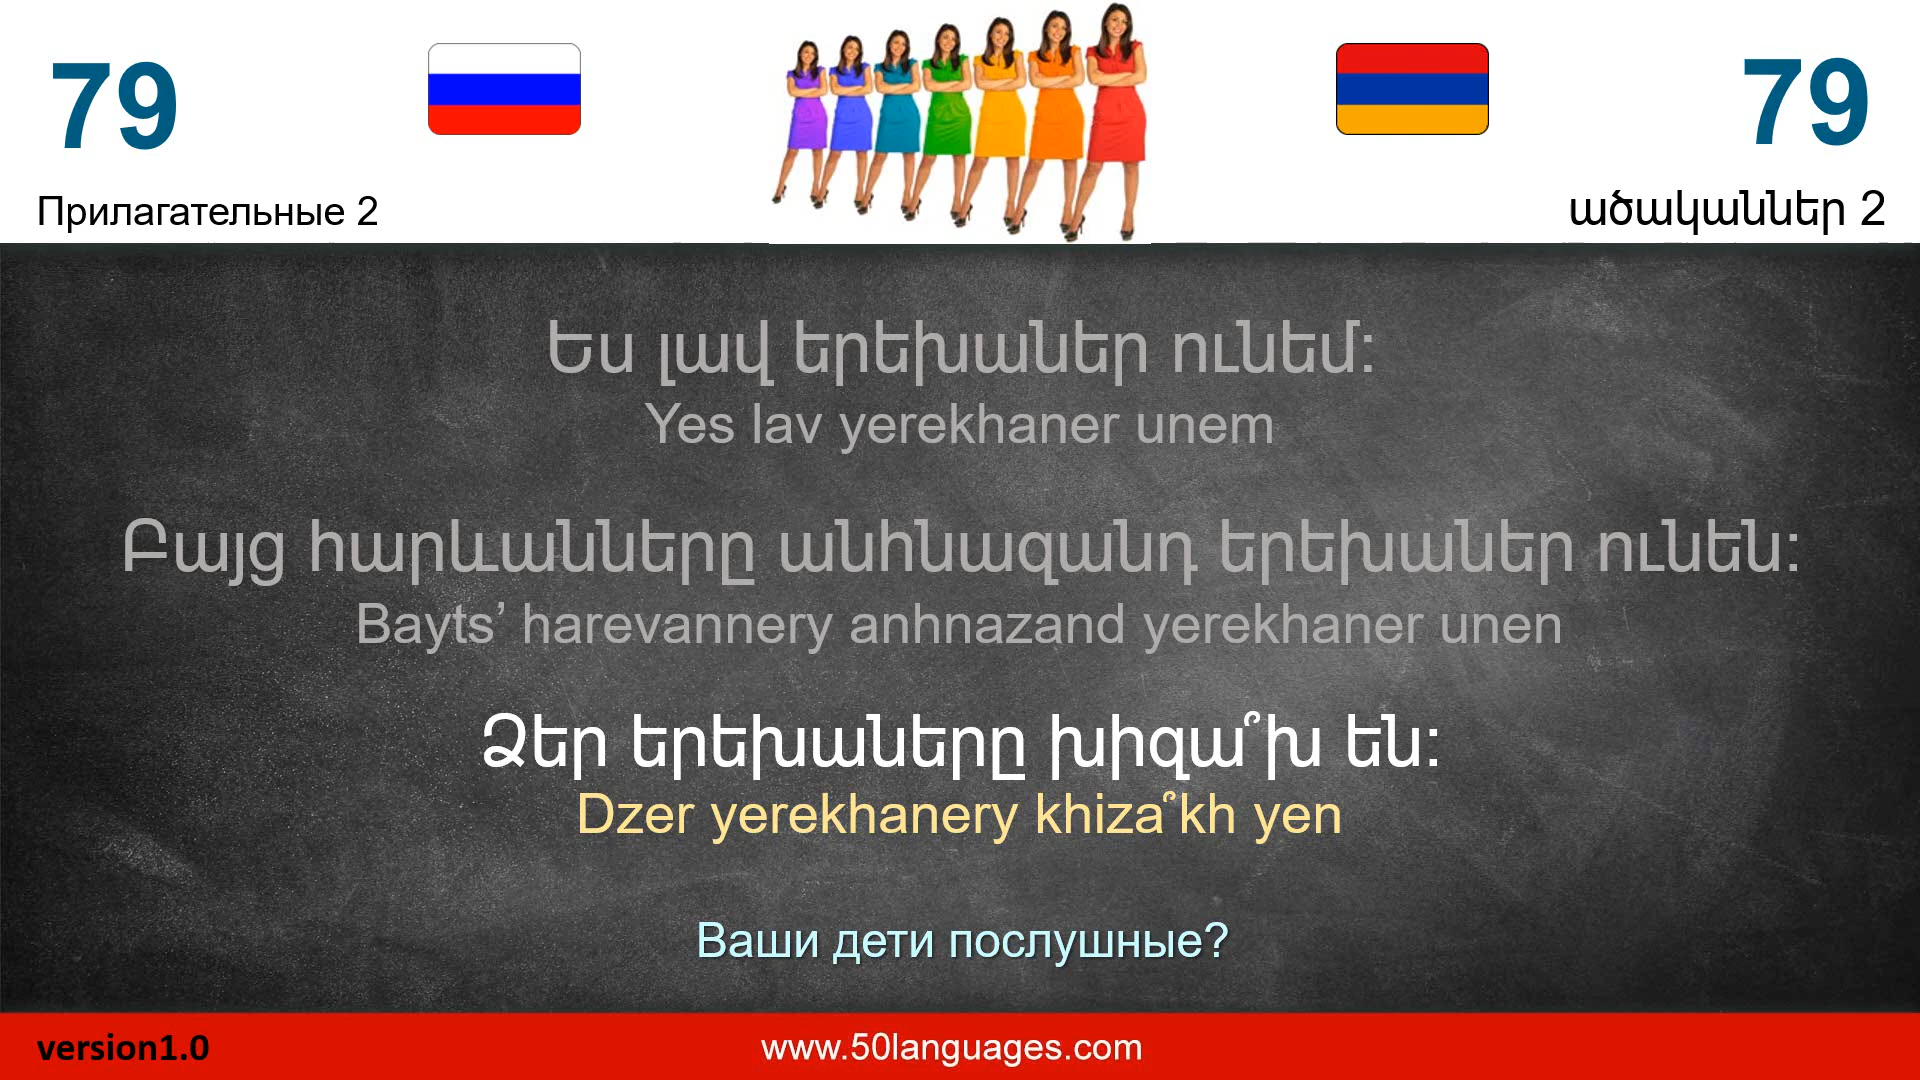 79
79
Прилагательные 2
ածականներ 2
Ես լավ երեխաներ ունեմ:
Yes lav yerekhaner unem
Բայց հարևանները անհնազանդ երեխաներ ունեն:
Bayts’ harevannery anhnazand yerekhaner unen
Ձեր երեխաները խիզա՞խ են:
Dzer yerekhanery khiza՞kh yen
Ваши дети послушные?
version1.0
www.50languages.com